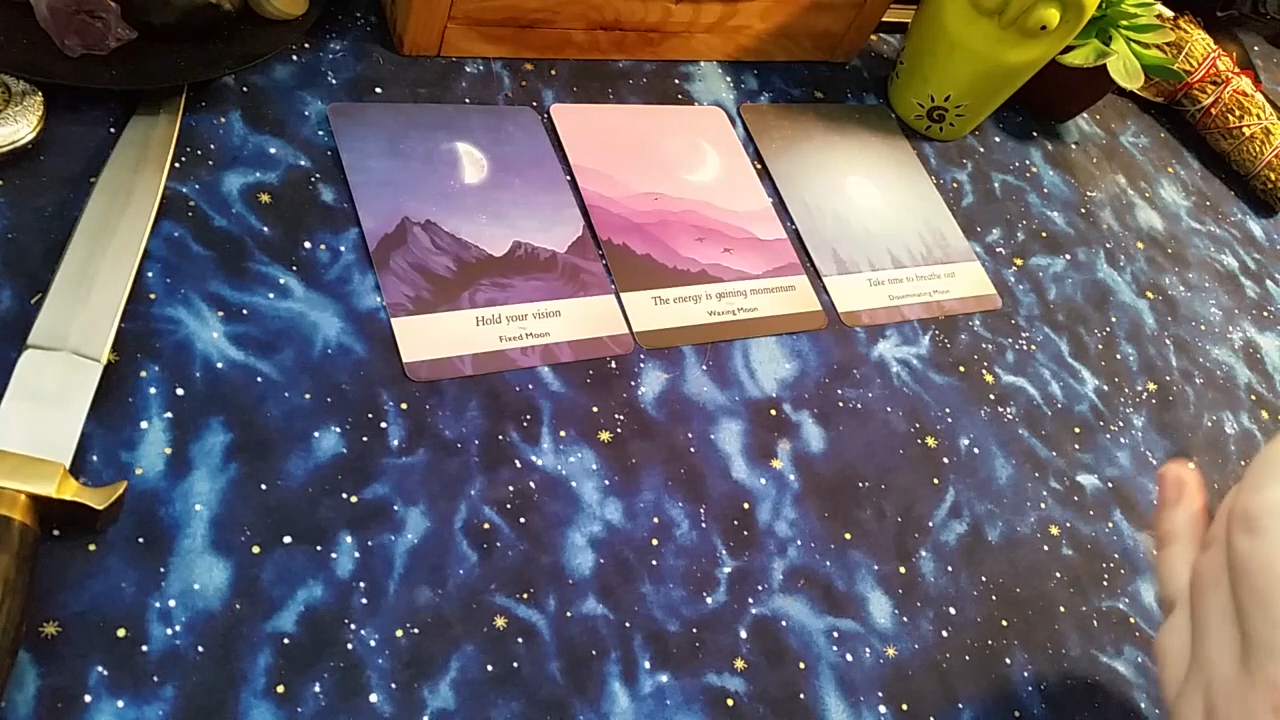 Hold your vision
Fixed Moon
The energy is gaining momentum
Waxing Moon
Take time to breathe out
Disseminating Moon